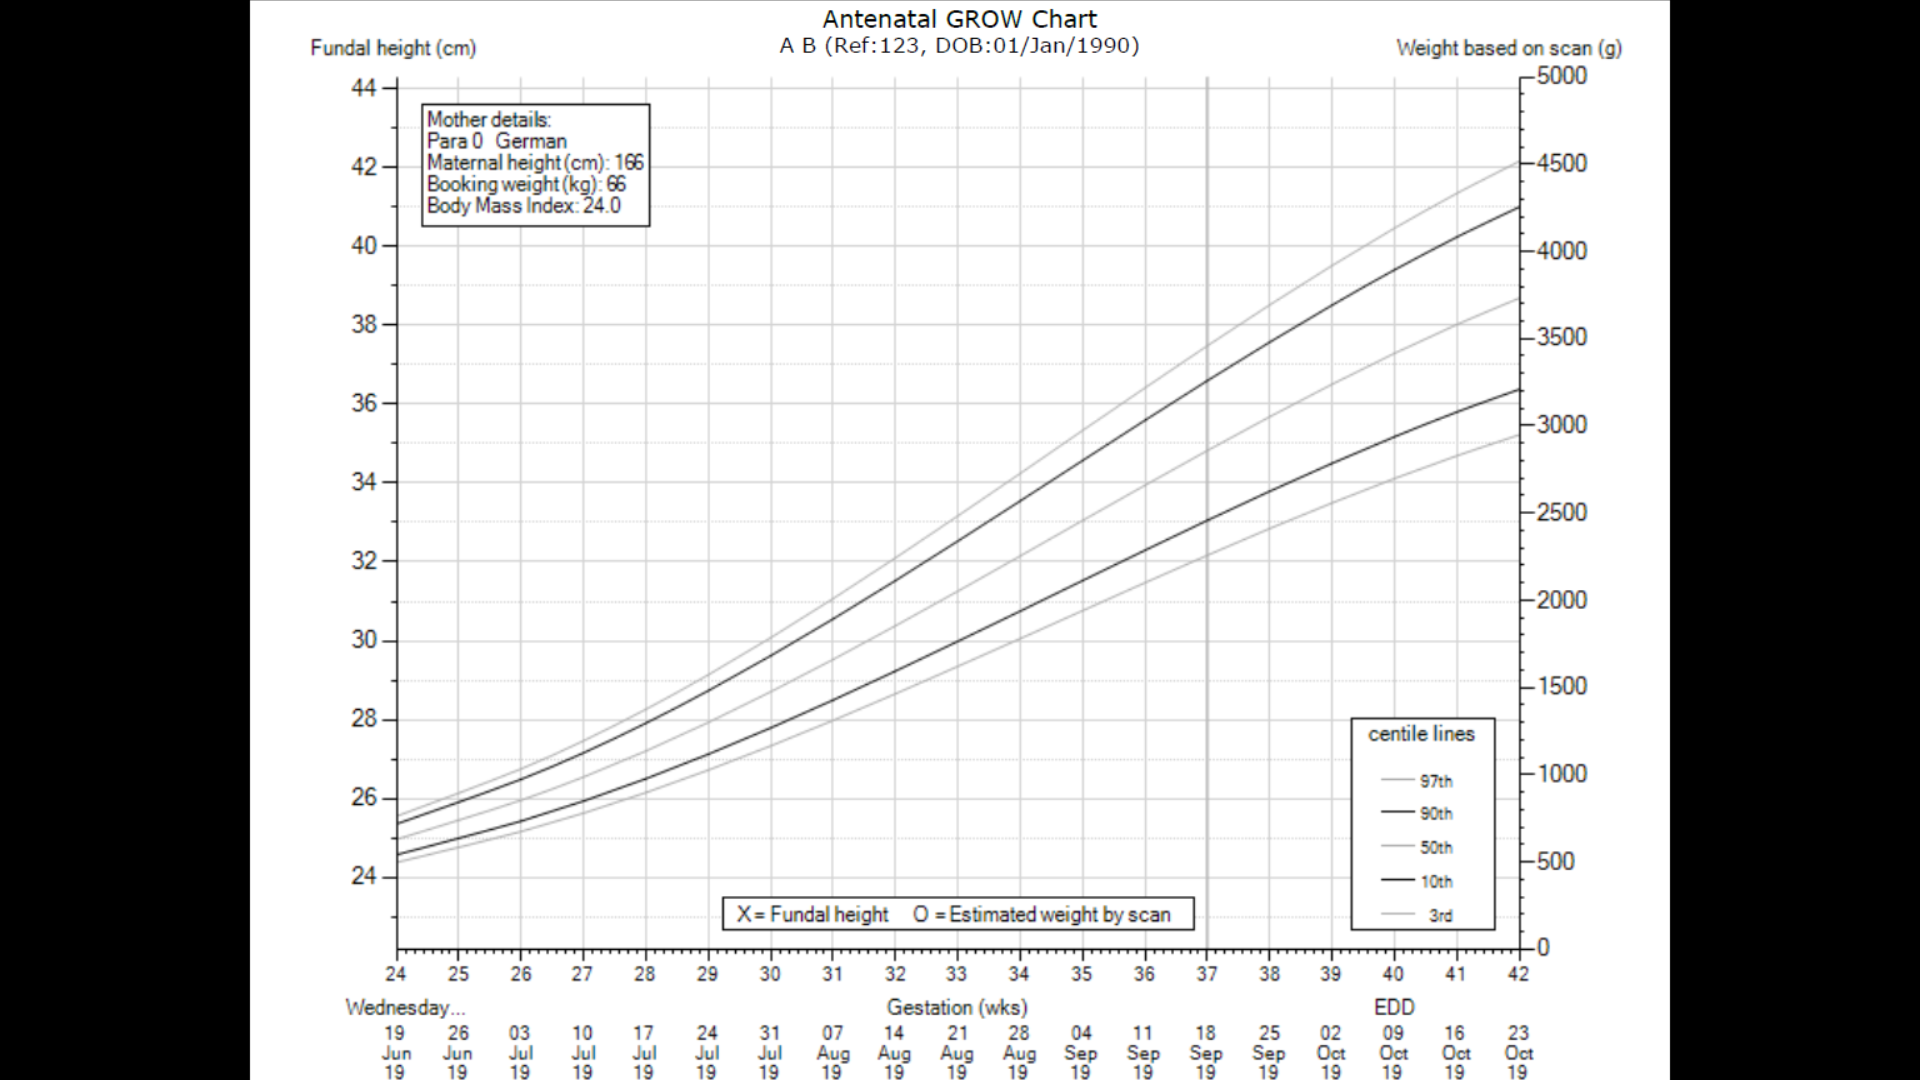 Antenatal GROW Chart
A B (Ref:123, DOB:01/Jan/1990)
Fundal height (cm)
Weight based on scan (g)
Mother details:
Para 0 German
Maternal height (cm): 166
Booking weight (kg): 66
Body Mass Index: 24.0
44
42
40
38
36
34
32
30
28
26
24
5000
4500
4000
3500
3000
2500
2000
1500
1000
500
0
centile lines
97th
90th
50th
10th
3rd
X = Fundal height O = Estimated weight by scan
24 25 26 27 28 29 30 31 32 33 34 35 36 37 38 39 40 41 42
Wednesday... Gestation (wks) EDD
19 26 03 10 17 24 31 07 14 21 28 04 11 18 25 02 09 16 23
Jun Jun Jul Jul Jul Jul Jul Aug Aug Aug Aug Sep Sep Sep Sep Oct Oct Oct Oct
19 19 19 19 19 19 19 19 19 19 19 19 19 19 19 19 19 19 19